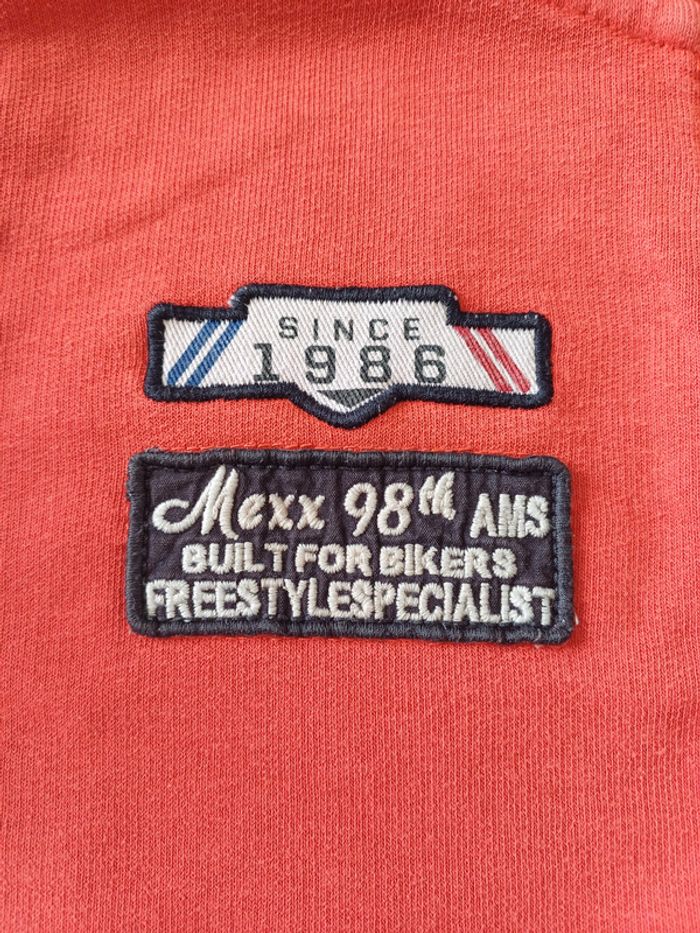 SINCE
1986
Mexx 98th AMS
BUILT FOR BIKERS
FREESTYLESPECIALIST